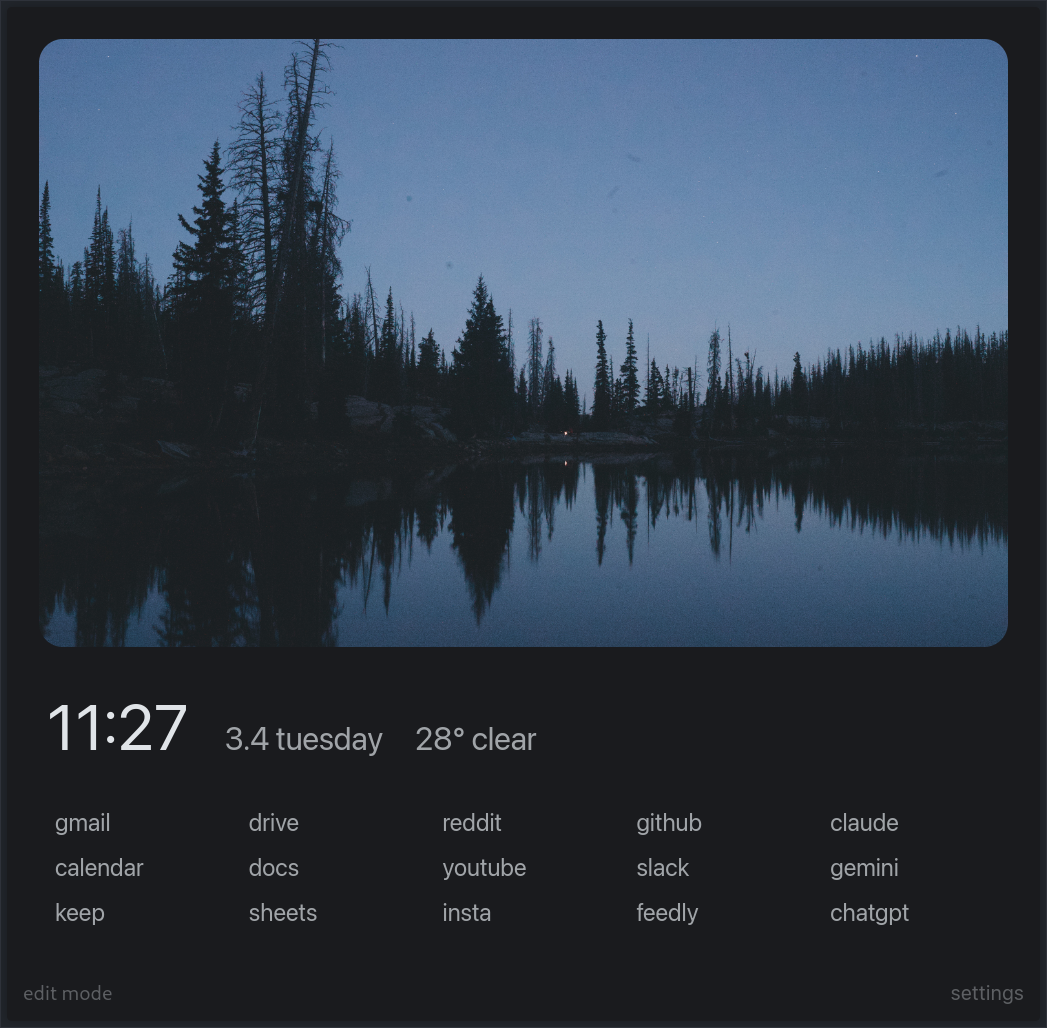 11:27 3.4 tuesday 28° clear
gmail drive reddit github claude
calendar docs youtube slack gemini
keep sheets insta feedly chatgpt
edit mode settings